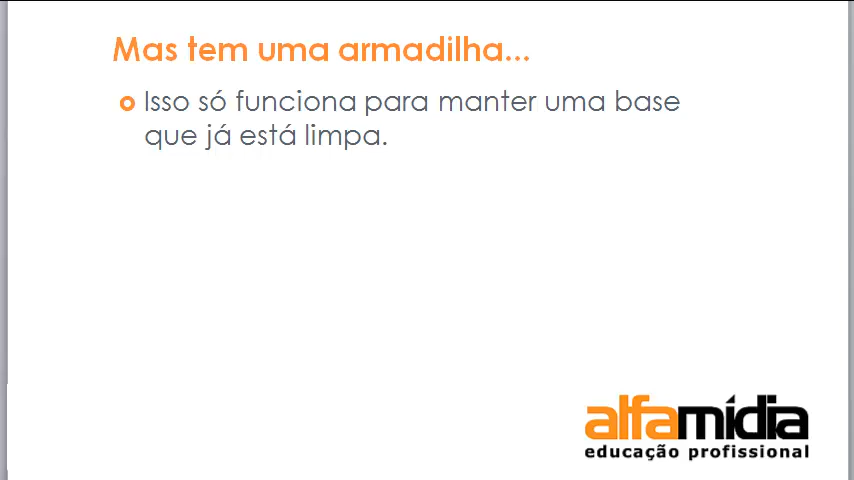 Mas tem uma armadilha...
Isso só funciona para manter uma base
que já está limpa.
alfamídia
educação profissional